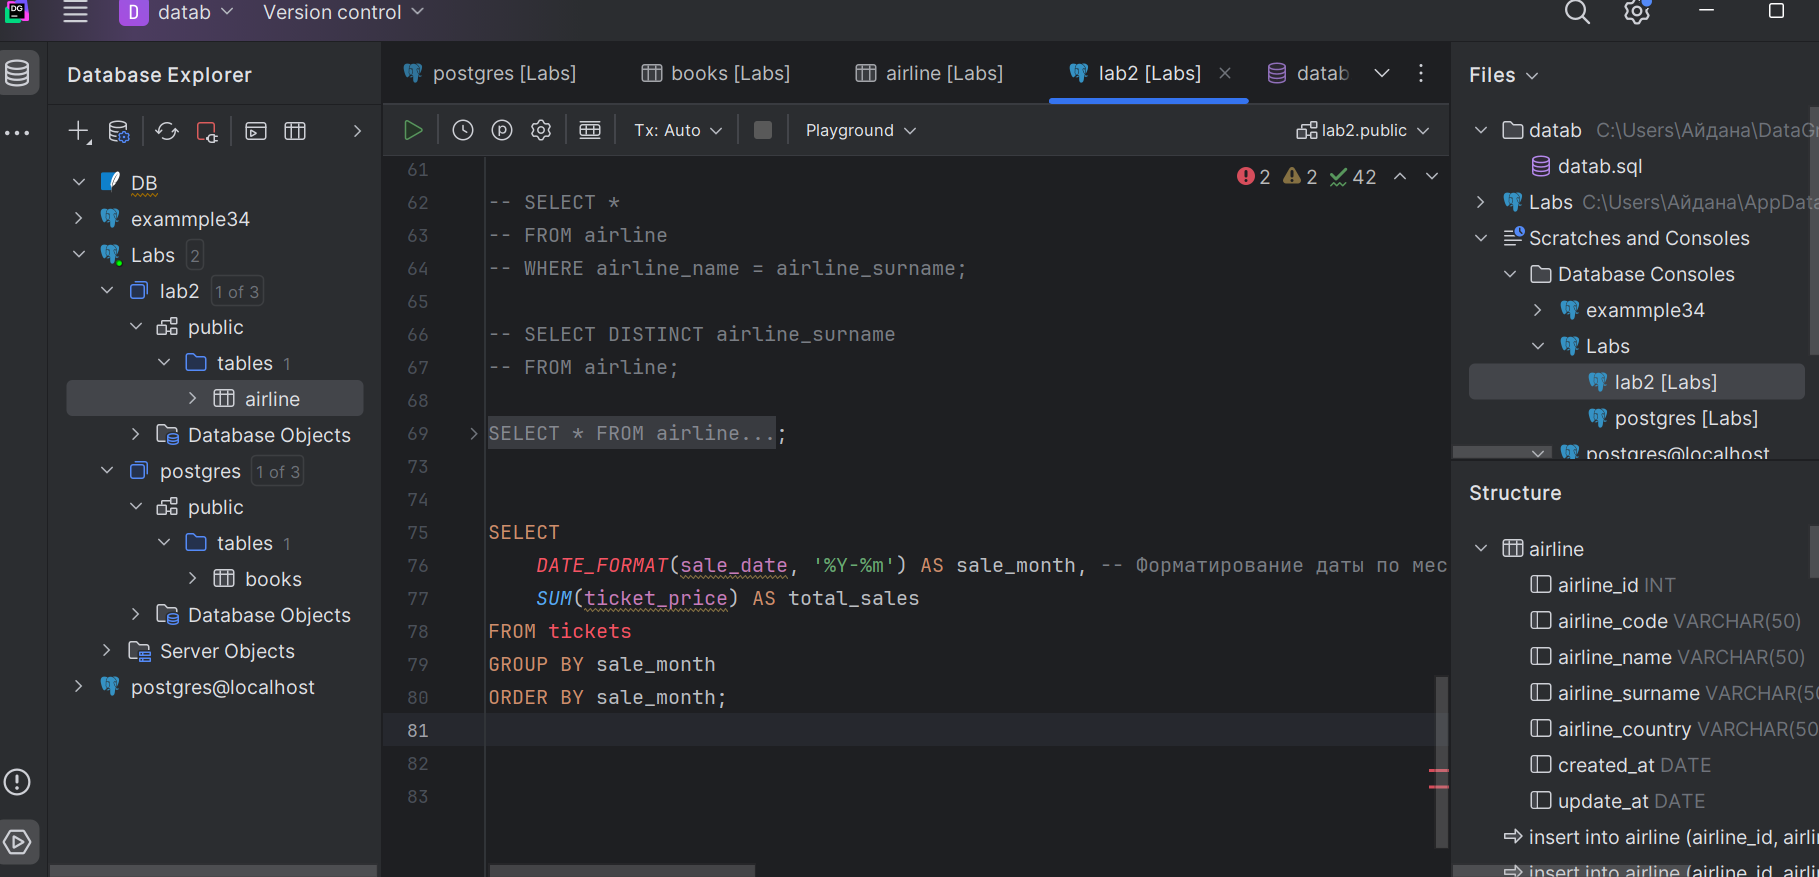 DG
D datab Version control
Database Explorer
DB
exammple34
Labs 2
lab2 1 of 3
public
tables 1
airline
Database Objects
postgres 1 of 3
public
tables 1
books
Database Objects
Server Objects
postgres@localhost
postgres [Labs] books [Labs] airline [Labs] lab2 [Labs] datab
Tx: Auto Playground lab2.public
2 2 42
61
62 -- SELECT *
63 -- FROM airline
64 -- WHERE airline_name = airline_surname;
65
66 -- SELECT DISTINCT airline_surname
67 -- FROM airline;
68
69 SELECT * FROM airline...;
73
74
75 SELECT
76 DATE_FORMAT(sale_date, '%Y-%m') AS sale_month, -- Форматирование даты по мес
77 SUM(ticket_price) AS total_sales
78 FROM tickets
79 GROUP BY sale_month
80 ORDER BY sale_month;
81
82
83
Files
datab C:\Users\Айдана\DataG
datab.sql
Labs C:\Users\Айдана\AppData
Scratches and Consoles
Database Consoles
exammple34
Labs
lab2 [Labs]
postgres [Labs]
postgres@localhost
Structure
airline
airline_id INT
airline_code VARCHAR(50)
airline_name VARCHAR(50)
airline_surname VARCHAR(50
airline_country VARCHAR(50
created_at DATE
update_at DATE
insert into airline (airline_id, airli
insert into airline (airline_id, airli